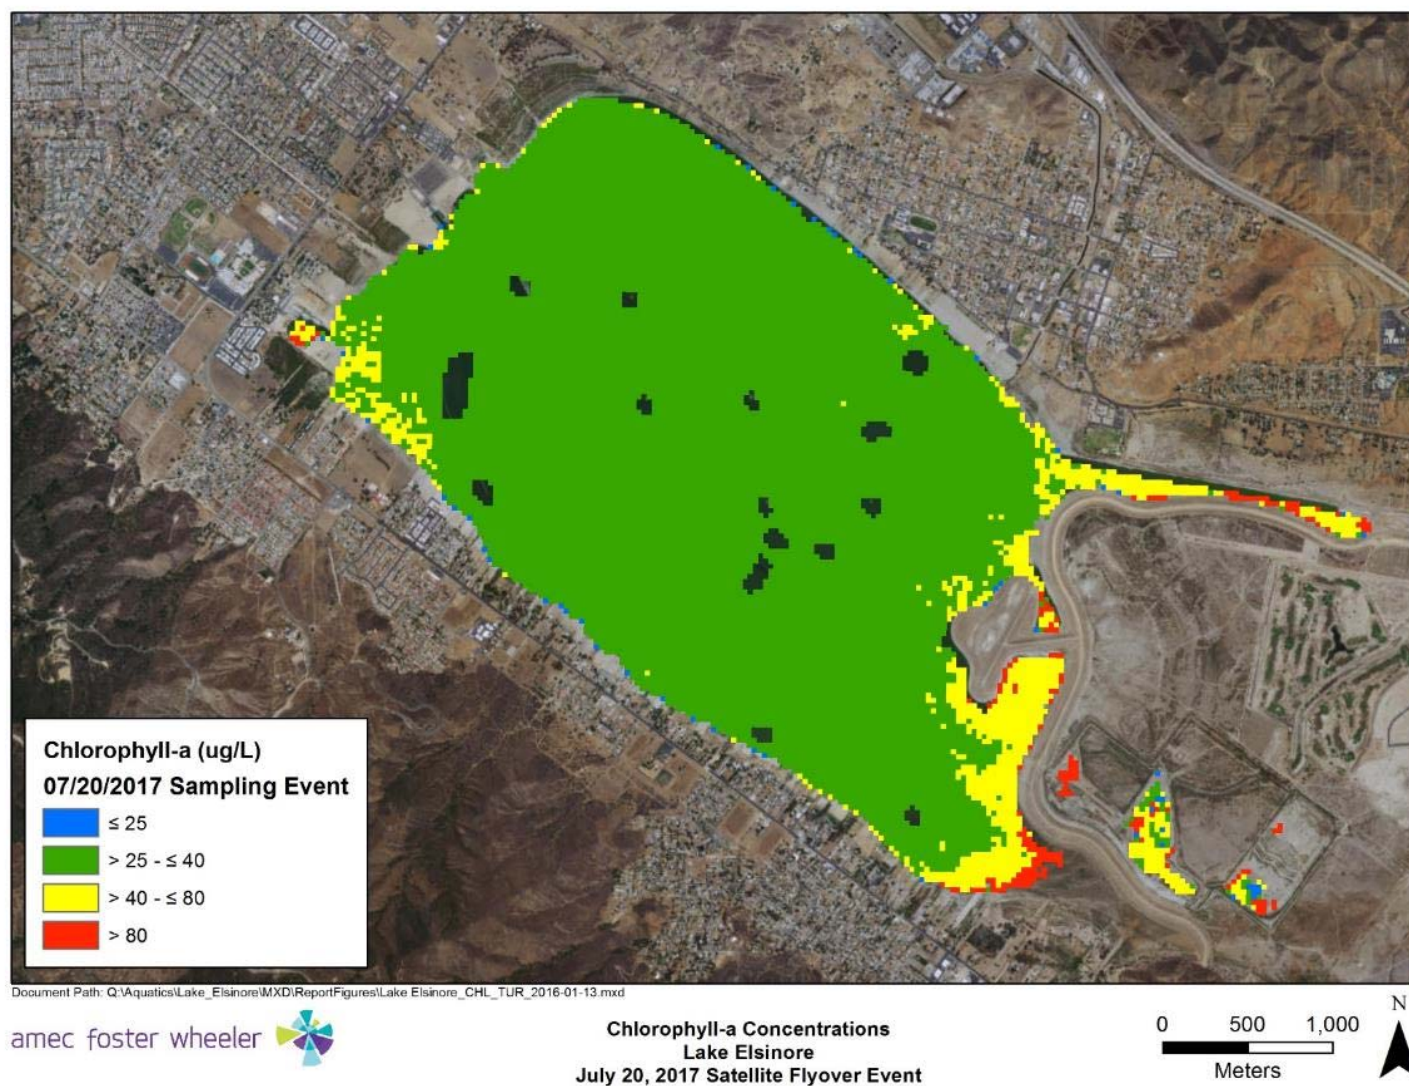 Chlorophyll-a (ug/L)
07/20/2017 Sampling Event
≤ 25
> 25 - ≤ 40
> 40 - ≤ 80
> 80
Document Path: Q:\Aquatics\Lake_Elsinore\MXD\ReportFigures\Lake Elsinore_CHL_TUR_2016-01-13.mxd
amec foster wheeler
Chlorophyll-a Concentrations
Lake Elsinore
July 20, 2017 Satellite Flyover Event
0 500 1,000
Meters
N